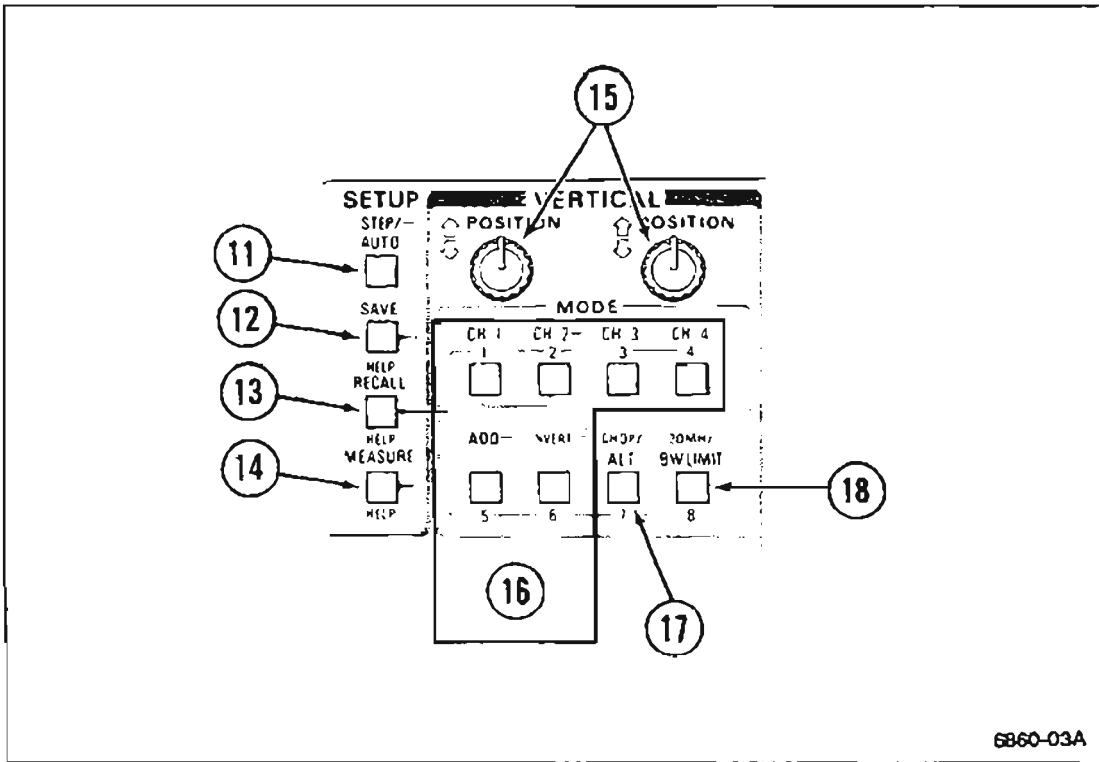 15
SETUP VERTICAL
STEP/—
AUTO
POSITION POSITION
11
MODE
12
SAVE
CH 1 CH 2— CH 3 CH 4
1 2 3 4
HELP
RECALL
13
HELP
MEASURE
ADD— CHOP/
ALT BW LIMIT
14
HELP
5 6 7 8
18
16
17
6860-03A